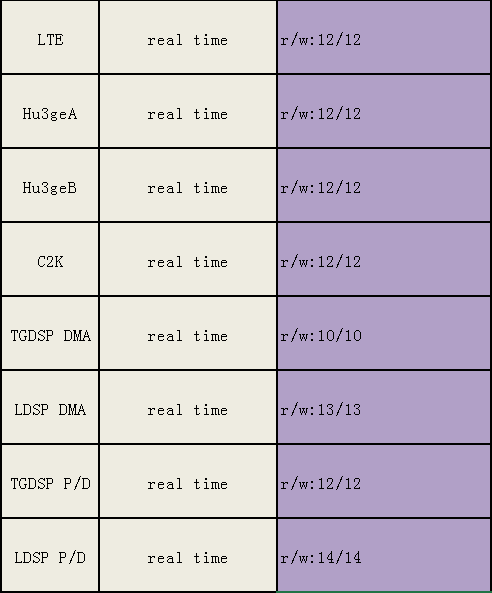 LTE real time r/w:12/12
Hu3geA real time r/w:12/12
Hu3geB real time r/w:12/12
C2K real time r/w:12/12
TGDSP DMA real time r/w:10/10
LDSP DMA real time r/w:13/13
TGDSP P/D real time r/w:12/12
LDSP P/D real time r/w:14/14